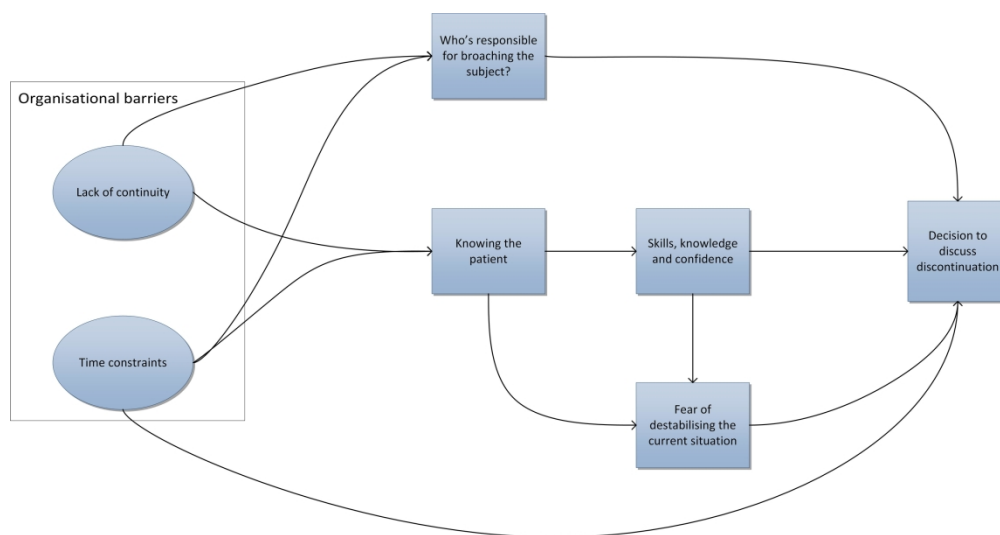 Who's responsible
for broaching the
subject?
Organisational barriers
Lack of continuity
Knowing the
patient
Skills, knowledge
and confidence
Decision to
discuss
discontinuation
Time constraints
Fear of
destabilising the
current situation